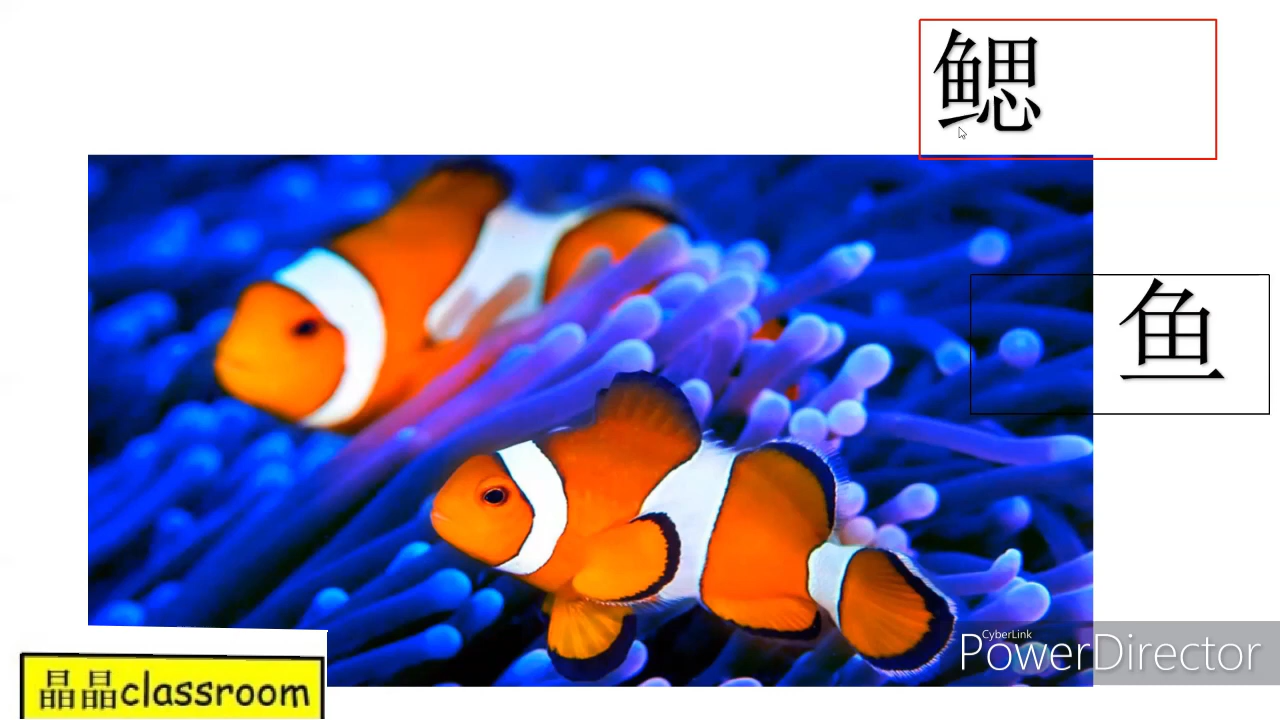 鳃
鱼
晶晶classroom
CyberLink
PowerDirector